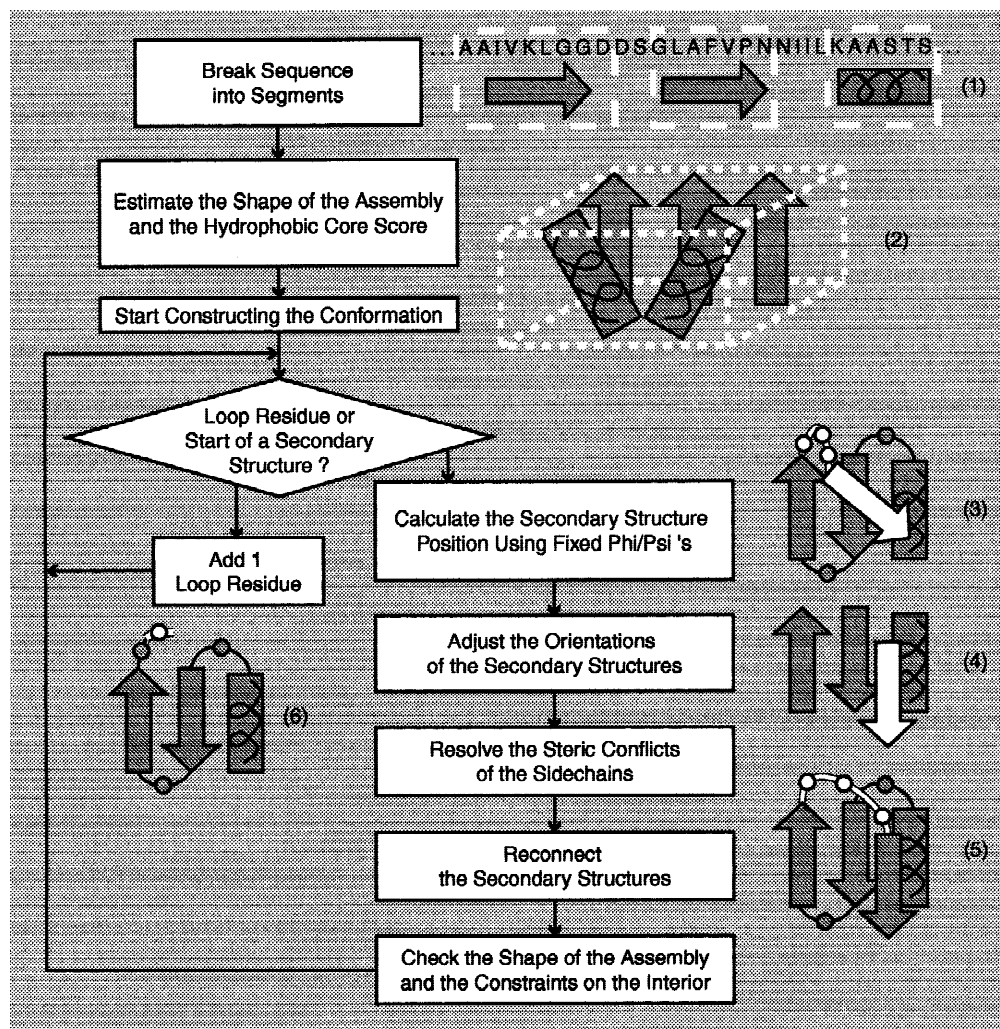 ...AAIVKLGGDDSGLAFVPNNIILKAASTS...
Break Sequence
into Segments
(1)
Estimate the Shape of the Assembly
and the Hydrophobic Core Score
(2)
Start Constructing the Conformation
Loop Residue or
Start of a Secondary
Structure ?
Calculate the Secondary Structure
Position Using Fixed Phi/Psi 's
(3)
Add 1
Loop Residue
Adjust the Orientations
of the Secondary Structures
(4)
(6)
Resolve the Steric Conflicts
of the Sidechains
Reconnect
the Secondary Structures
(5)
Check the Shape of the Assembly
and the Constraints on the Interior